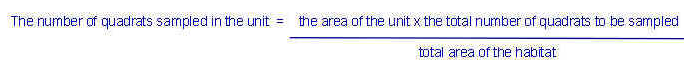 The number of quadrats sampled in the unit = the area of the unit x the total number of quadrats to be sampled
total area of the habitat